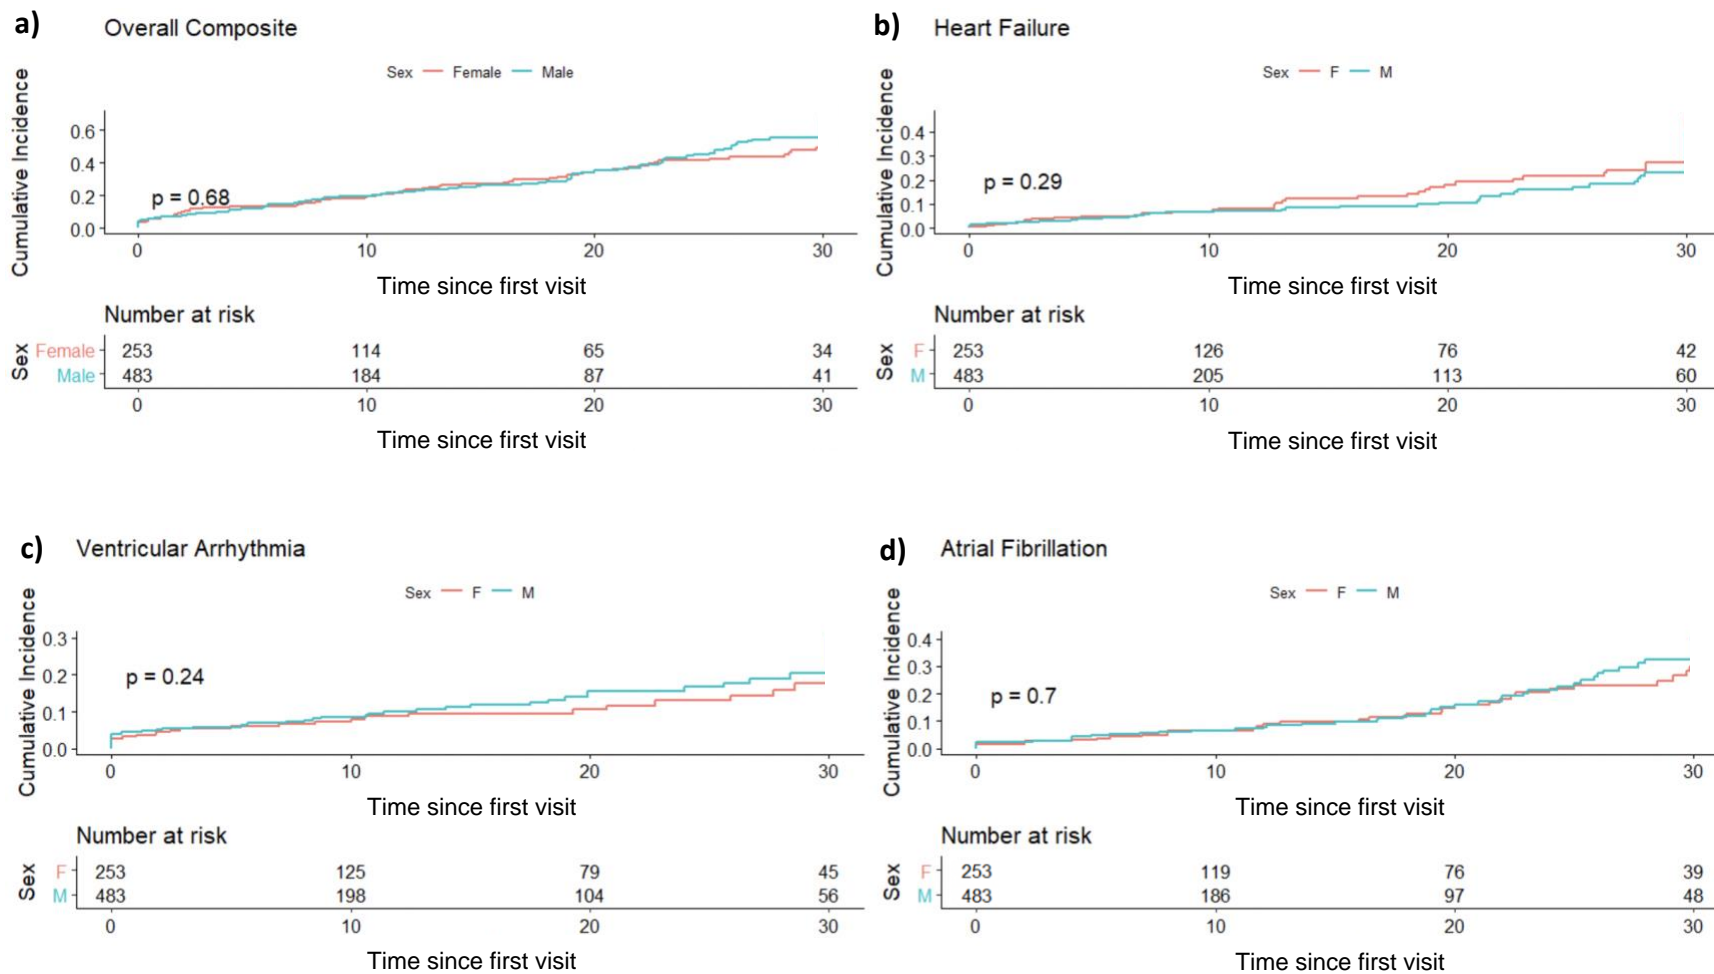 a) Overall Composite
Sex Female Male
Cumulative Incidence
0.6
0.4
0.2
0.0
p = 0.68
0 10 20 30
Time since first visit
Number at risk
Sex
Female 253 114 65 34
Male 483 184 87 41
0 10 20 30
Time since first visit
b) Heart Failure
Sex F M
Cumulative Incidence
0.4
0.3
0.2
0.1
0.0
p = 0.29
0 10 20 30
Time since first visit
Number at risk
Sex
F 253 126 76 42
M 483 205 113 60
0 10 20 30
Time since first visit
c) Ventricular Arrhythmia
Sex F M
Cumulative Incidence
0.3
0.2
0.1
0.0
p = 0.24
0 10 20 30
Time since first visit
Number at risk
Sex
F 253 125 79 45
M 483 198 104 56
0 10 20 30
Time since first visit
d) Atrial Fibrillation
Sex F M
Cumulative Incidence
0.4
0.3
0.2
0.1
0.0
p = 0.7
0 10 20 30
Time since first visit
Number at risk
Sex
F 253 119 76 39
M 483 186 97 48
0 10 20 30
Time since first visit